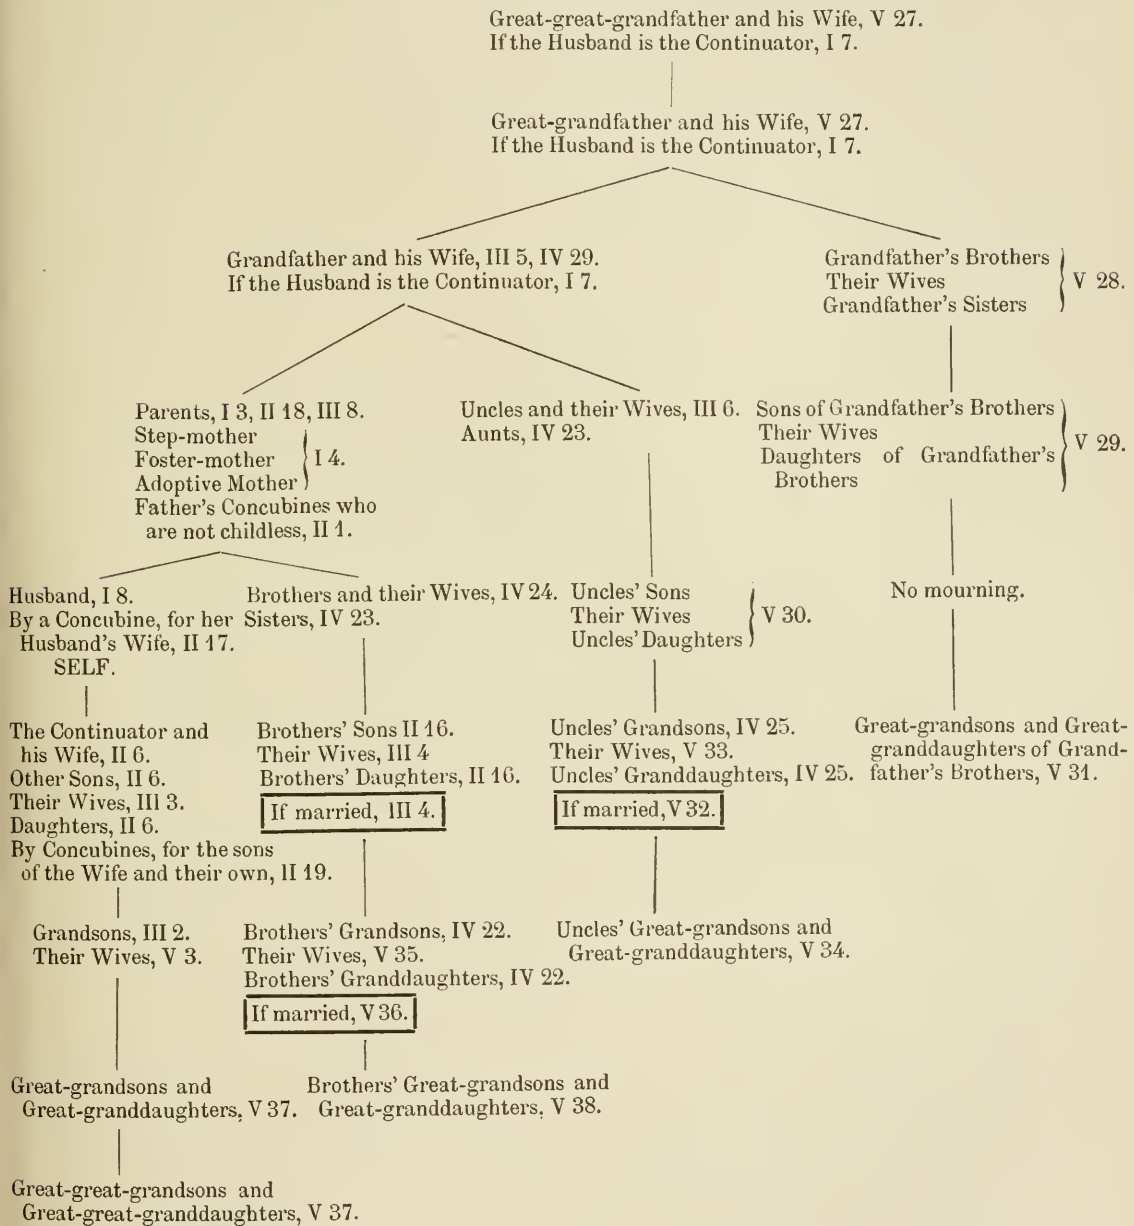 Great-great-grandfather and his Wife, V 27.
If the Husband is the Continuator, I 7.
Great-grandfather and his Wife, V 27.
If the Husband is the Continuator, I 7.
Grandfather and his Wife, III 5, IV 29.
If the Husband is the Continuator, I 7.
Grandfather's Brothers
Their Wives
Grandfather's Sisters
V 28.
Parents, I 3, II 18, III 8.
Step-mother
Foster-mother
Adoptive Mother
I 4.
Father's Concubines who
are not childless, II 1.
Uncles and their Wives, III 6.
Aunts, IV 23.
Sons of Grandfather's Brothers
Their Wives
Daughters of Grandfather's
Brothers
V 29.
Husband, I 8.
By a Concubine, for her
Husband's Wife, II 17.
SELF.
Brothers and their Wives, IV 24.
Sisters, IV 23.
Uncles' Sons
Their Wives
Uncles' Daughters
V 30.
No mourning.
The Continuator and
his Wife, II 6.
Other Sons, II 6.
Their Wives, III 3.
Daughters, II 6.
By Concubines, for the sons
of the Wife and their own, II 19.
Brothers' Sons II 16.
Their Wives, III 4
Brothers' Daughters, II 16.
If married, III 4.
Uncles' Grandsons, IV 25.
Their Wives, V 33.
Uncles' Granddaughters, IV 25.
If married, V 32.
Great-grandsons and Great-
granddaughters of Grand-
father's Brothers, V 31.
Grandsons, III 2.
Their Wives, V 3.
Brothers' Grandsons, IV 22.
Their Wives, V 35.
Brothers' Granddaughters, IV 22.
If married, V 36.
Uncles' Great-grandsons and
Great-granddaughters, V 34.
Great-grandsons and
Great-granddaughters, V 37.
Brothers' Great-grandsons and
Great-granddaughters, V 38.
Great-great-grandsons and
Great-great-granddaughters, V 37.